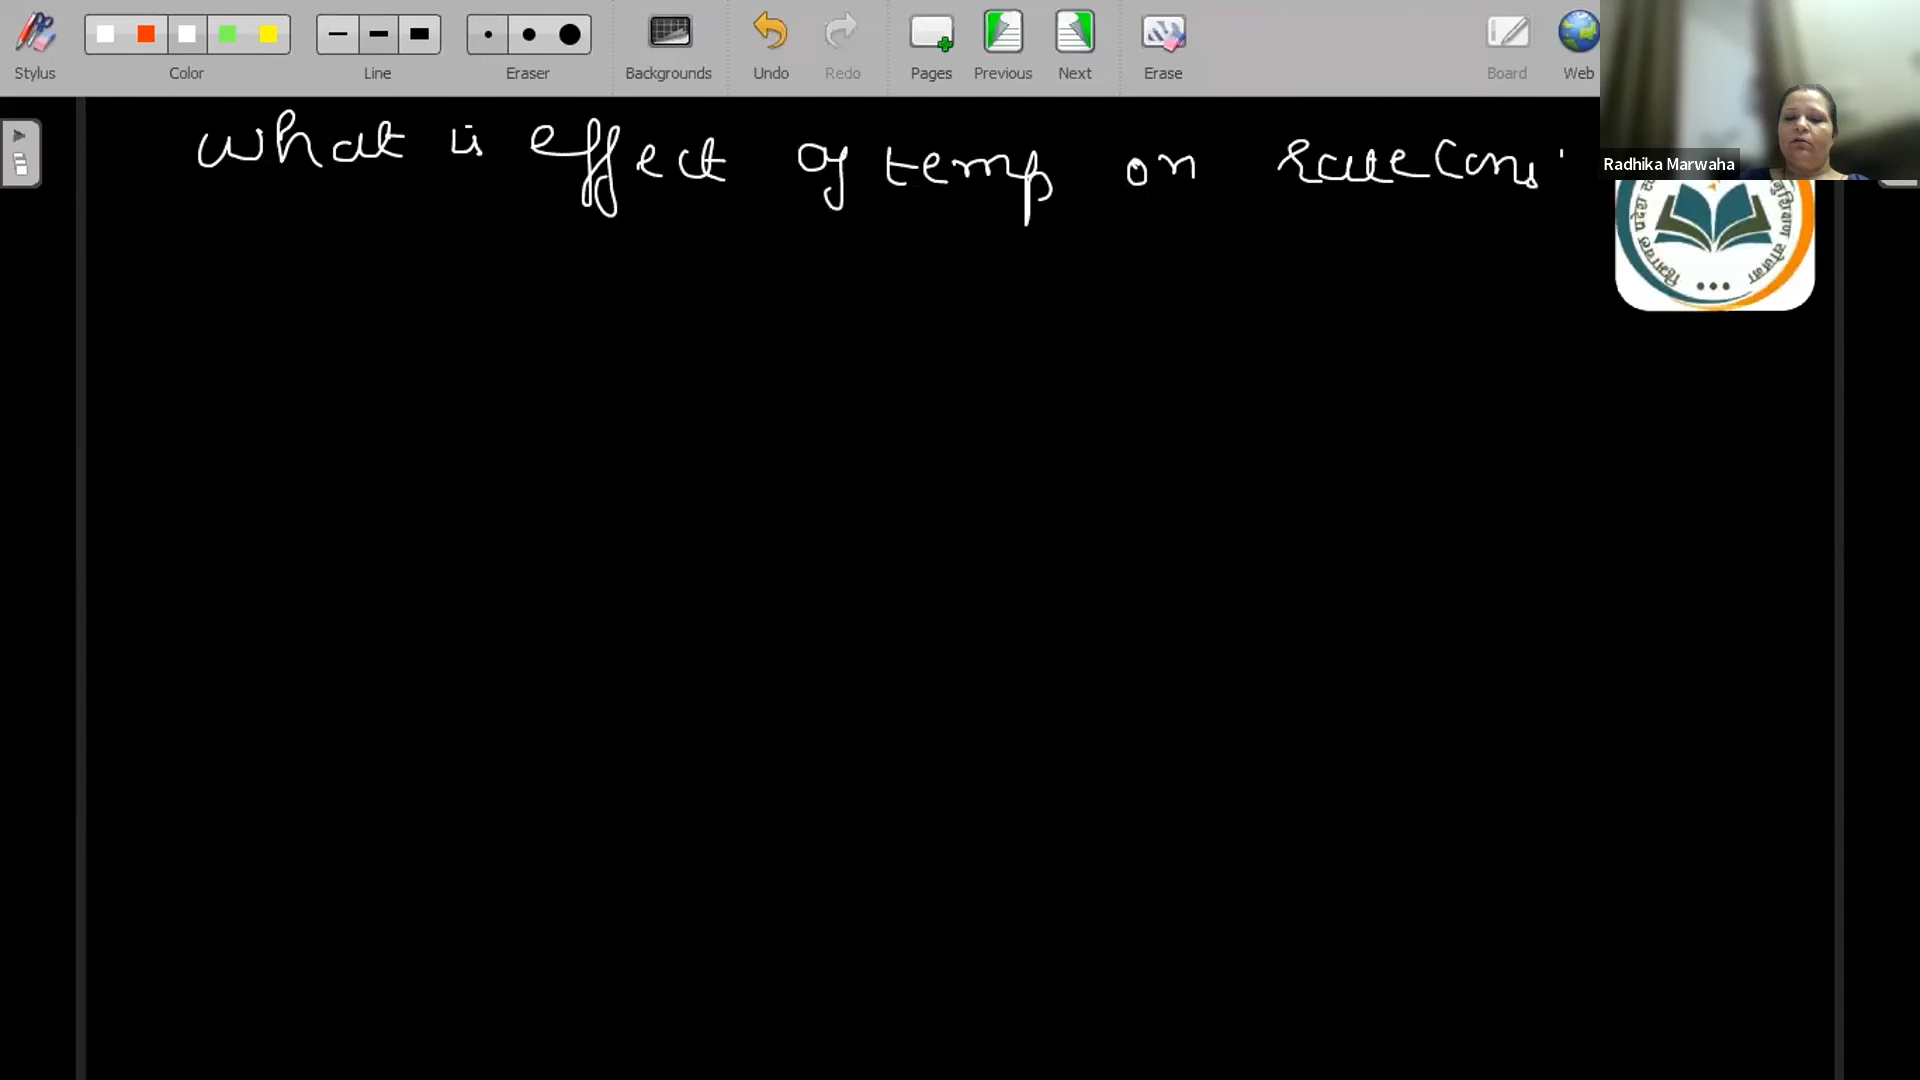 Stylus Color Line Eraser Backgrounds Undo Redo Pages Previous Next Erase Board Web
what is effect of temp on rate Cons
Radhika Marwaha